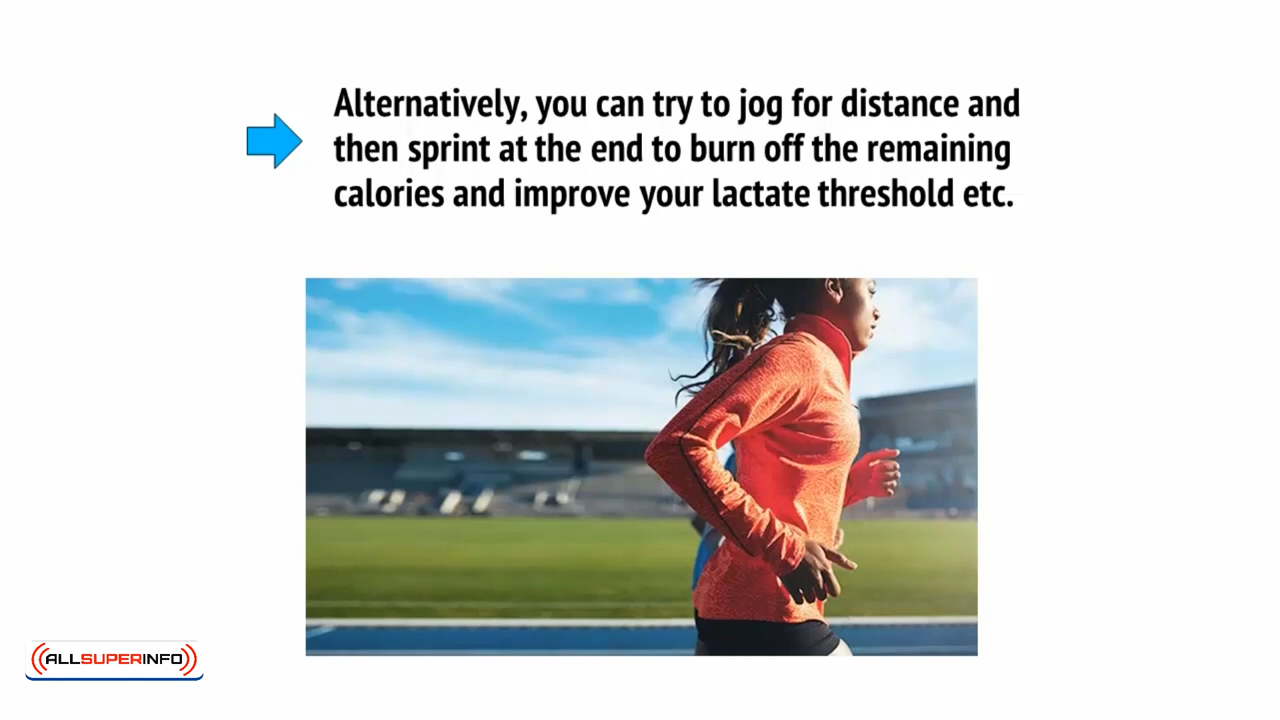 Alternatively, you can try to jog for distance and
then sprint at the end to burn off the remaining
calories and improve your lactate threshold etc.
ALLSUPERINFO